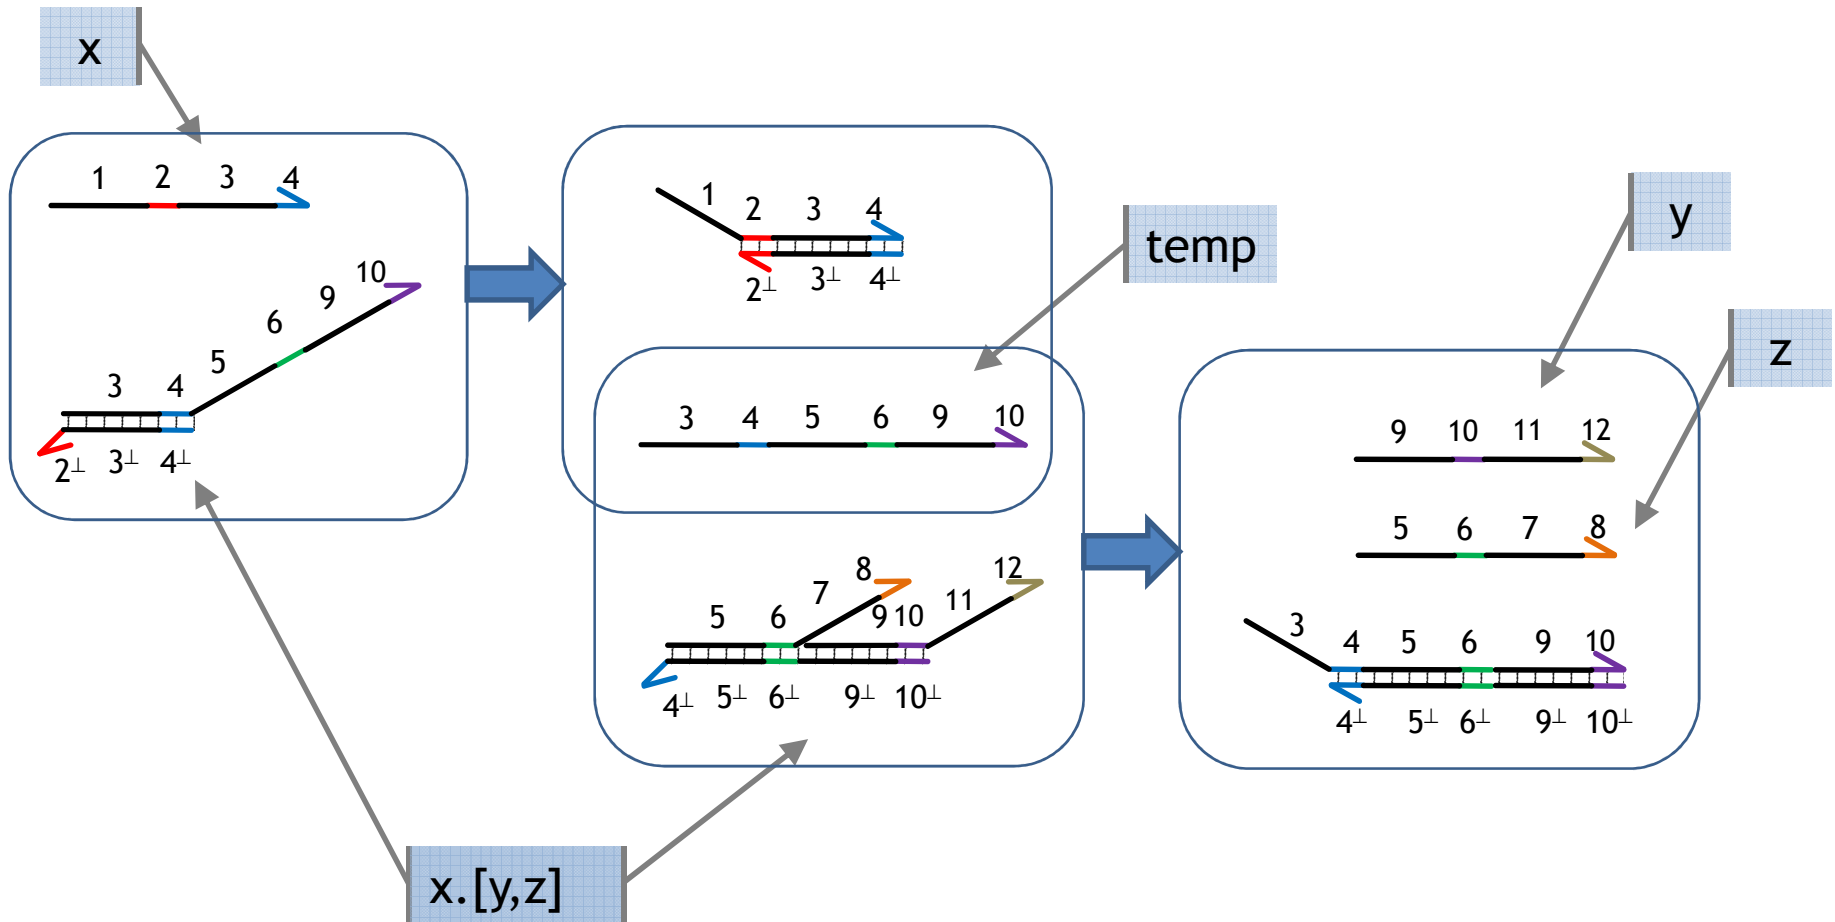 x
1 2 3 4
10
9
6
5
3 4
2⊥ 3⊥ 4⊥
1
2 3 4
2⊥ 3⊥ 4⊥
temp
3 4 5 6 9 10
8
7
12
11
5 6 9 10
4⊥ 5⊥ 6⊥ 9⊥ 10⊥
y
z
9 10 11 12
5 6 7 8
3
4 5 6 9 10
4⊥ 5⊥ 6⊥ 9⊥ 10⊥
x.[y,z]